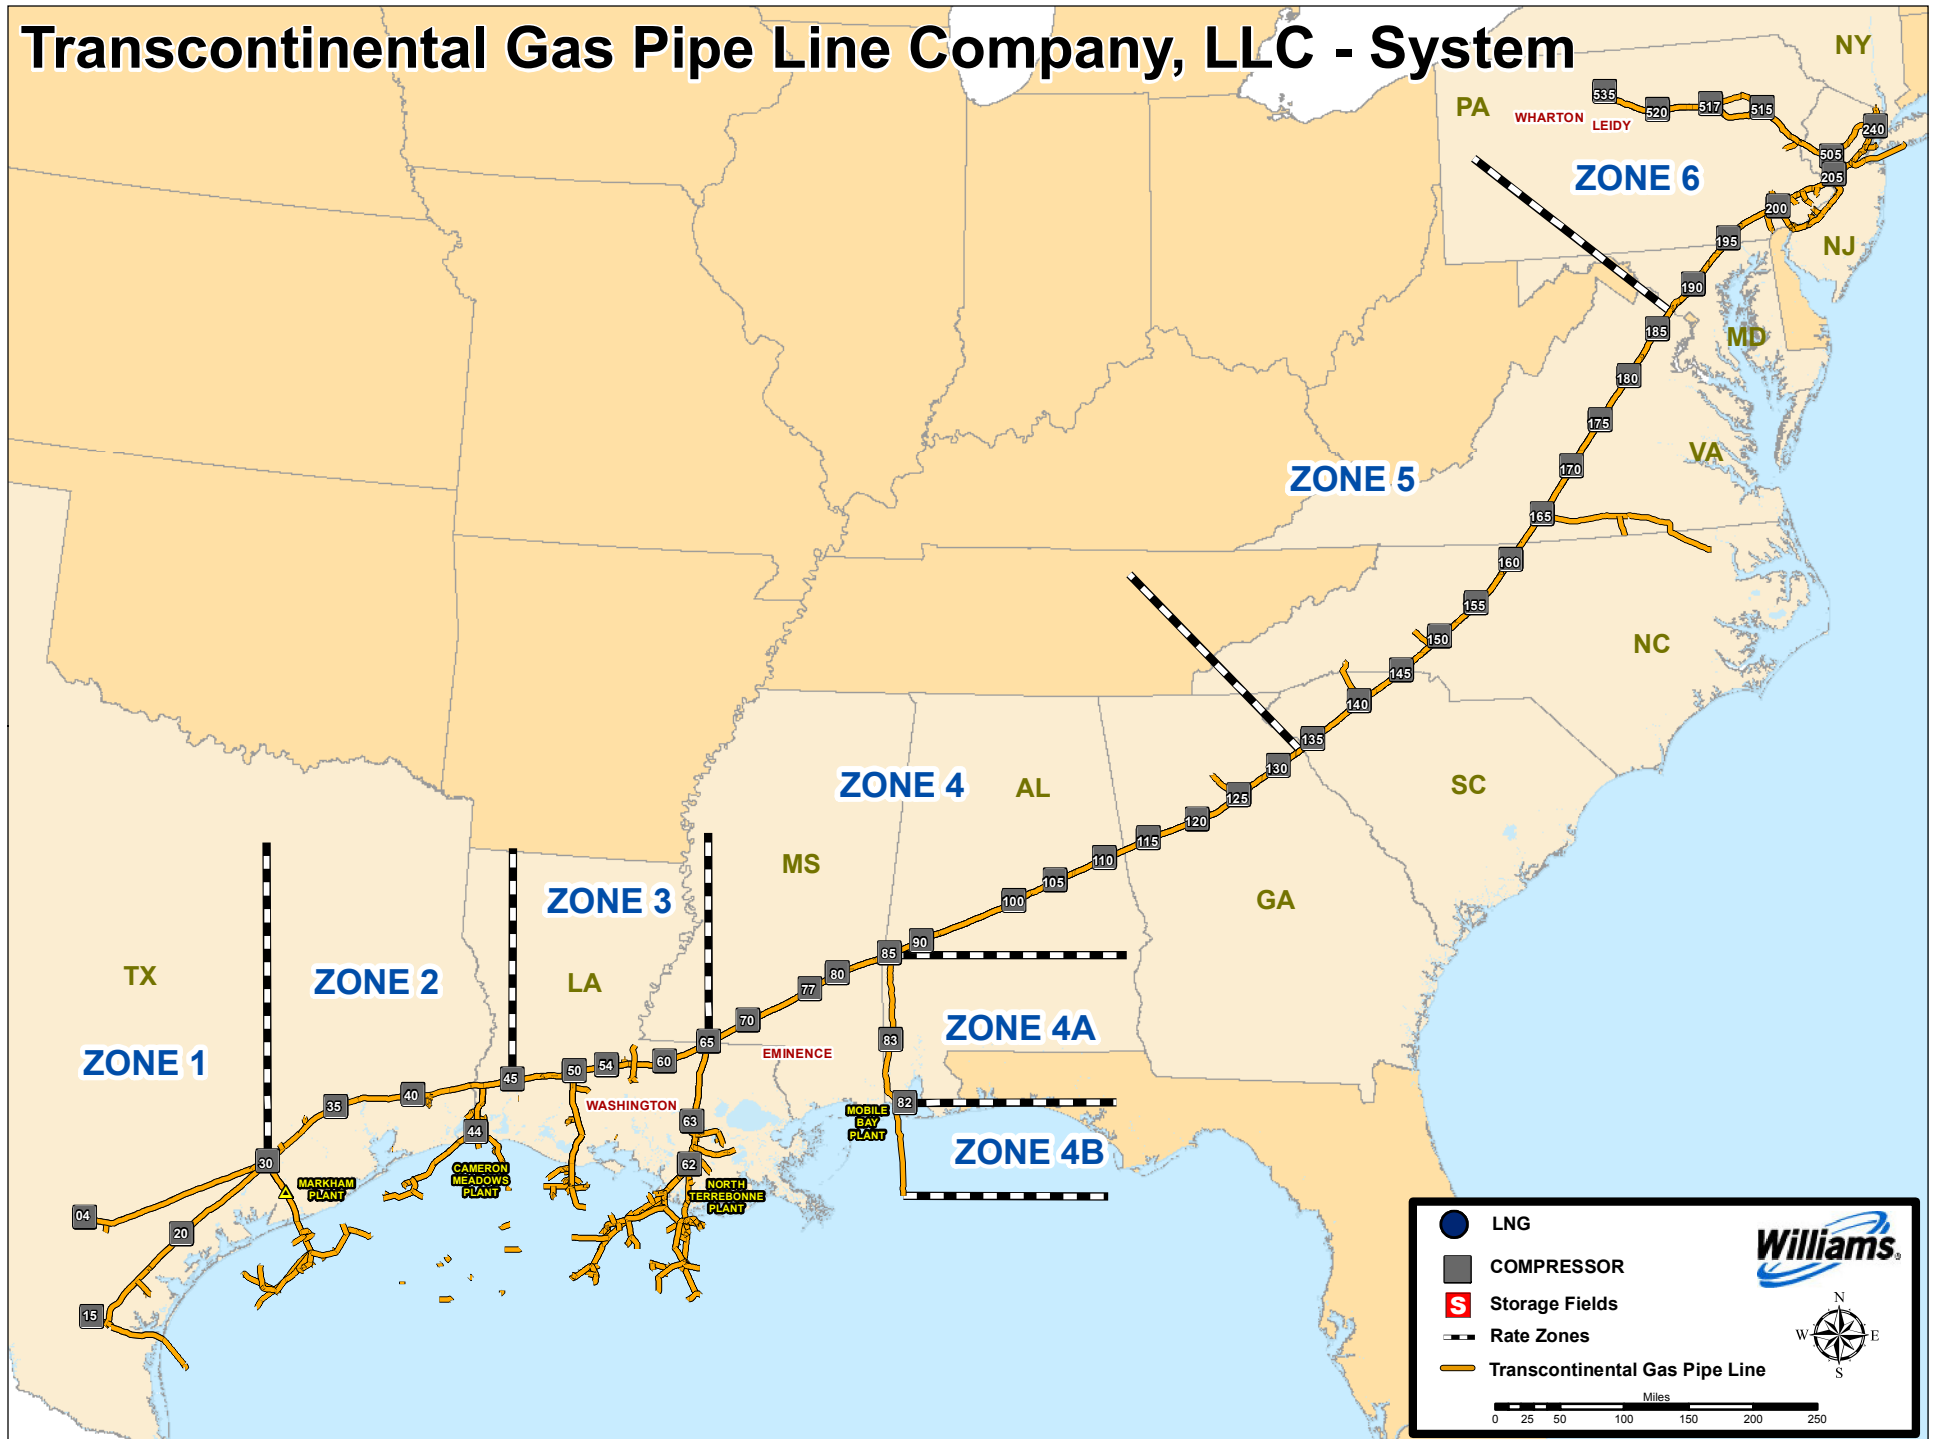 Transcontinental Gas Pipe Line Company, LLC - System
NY
PA
WHARTON
LEIDY
535
520
517
515
240
505
205
200
195
190
185
180
175
170
165
160
155
150
145
140
135
130
125
120
115
110
105
100
90
85
80
77
70
65
60
54
50
45
40
35
30
20
15
04
44
63
62
83
82
ZONE 6
NJ
MD
VA
ZONE 5
NC
SC
ZONE 4
AL
MS
GA
ZONE 3
LA
ZONE 2
TX
ZONE 1
ZONE 4A
ZONE 4B
EMINENCE
WASHINGTON
MOBILE
BAY
PLANT
MARKHAM
PLANT
CAMERON
MEADOWS
PLANT
NORTH
TERREBONNE
PLANT
LNG
COMPRESSOR
S
Storage Fields
Rate Zones
Transcontinental Gas Pipe Line
Williams®
N
W
E
S
Miles
0 25 50 100 150 200 250